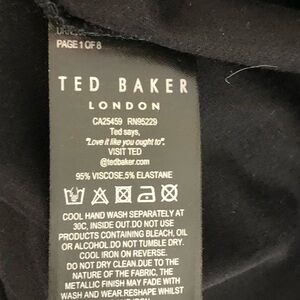 PAGE 1 OF 8
TED BAKER
LONDON
CA25459 RN95229
Ted says,
"Love it like you ought to".
VISIT TED
@tedbaker.com
95% VISCOSE,5% ELASTANE
COOL HAND WASH SEPARATELY AT
30C, INSIDE OUT.DO NOT USE
PRODUCTS CONTAINING BLEACH, OIL
OR ALCOHOL.DO NOT TUMBLE DRY.
COOL IRON ON REVERSE.
DO NOT DRY CLEAN.DUE TO THE
NATURE OF THE FABRIC, THE
METALLIC FINISH MAY FADE WITH
WASH AND WEAR.RESHAPE WHILST